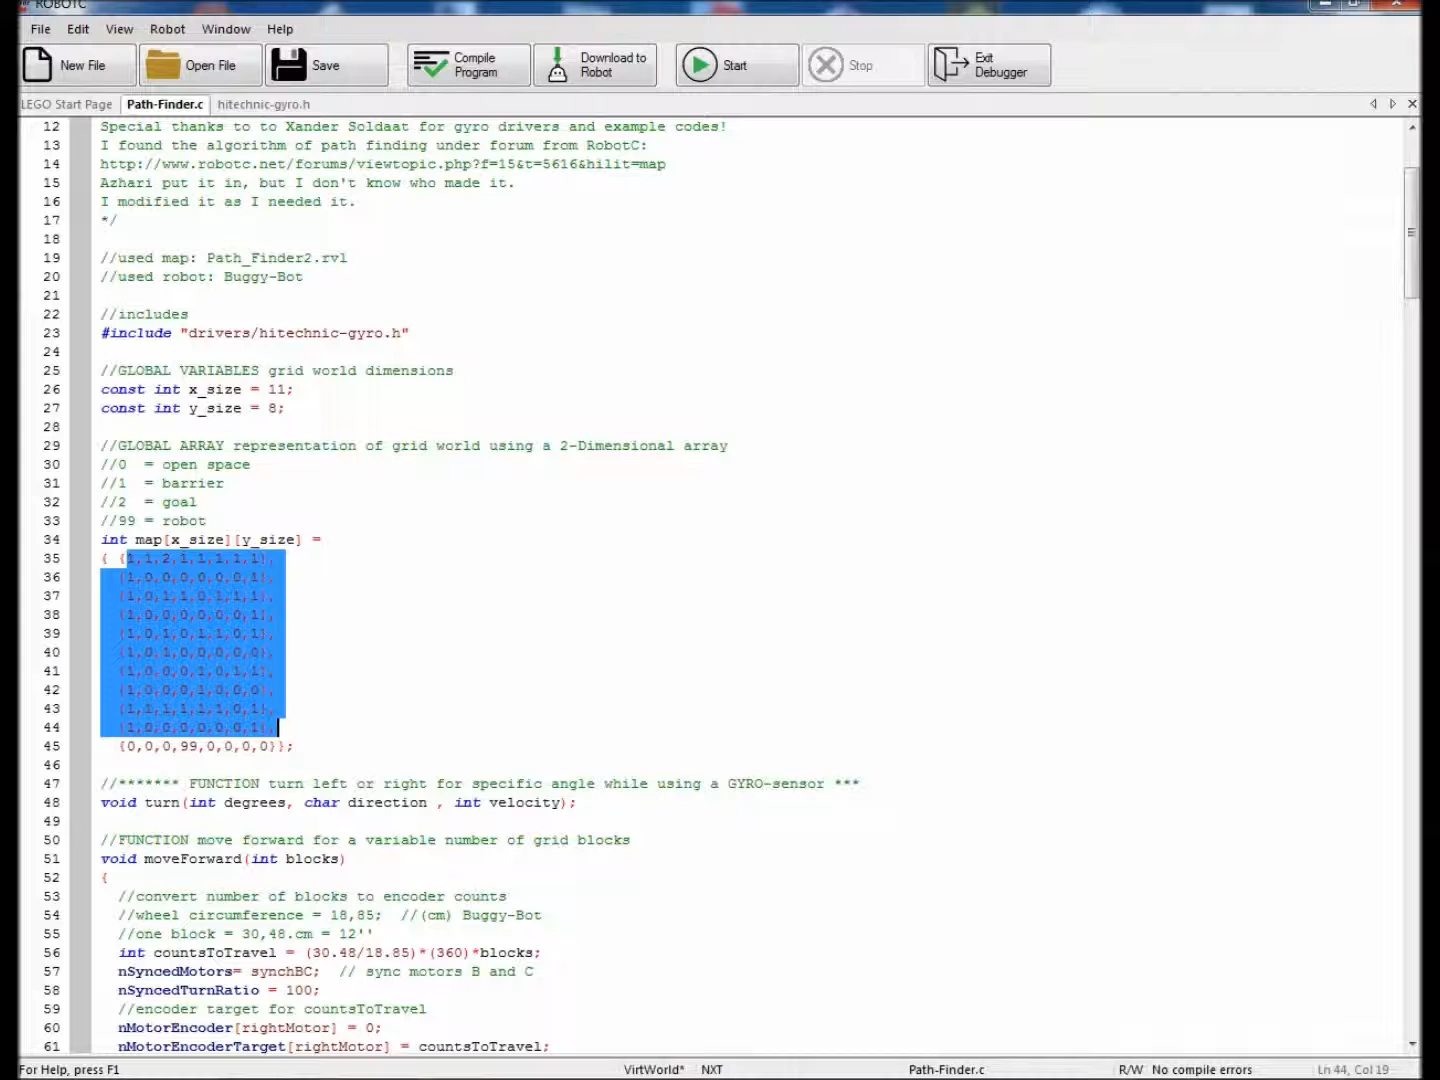 ROBOTC
File Edit View Robot Window Help
New File Open File Save Compile Program Download to Robot Start Stop Exit Debugger
LEGO Start Page Path-Finder.c hitechnic-gyro.h
12 Special thanks to to Xander Soldaat for gyro drivers and example codes!
13 I found the algorithm of path finding under forum from RobotC:
14 http://www.robotc.net/forums/viewtopic.php?f=15&t=5616&hilit=map
15 Azhari put it in, but I don't know who made it.
16 I modified it as I needed it.
17 */
18
19 //used map: Path_Finder2.rvl
20 //used robot: Buggy-Bot
21
22 //includes
23 #include "drivers/hitechnic-gyro.h"
24
25 //GLOBAL VARIABLES grid world dimensions
26 const int x_size = 11;
27 const int y_size = 8;
28
29 //GLOBAL ARRAY representation of grid world using a 2-Dimensional array
30 //0 = open space
31 //1 = barrier
32 //2 = goal
33 //99 = robot
34 int map[x_size][y_size] =
35 { {1,1,2,1,1,1,1,1},
36 {1,0,0,0,0,0,0,1},
37 {1,0,1,1,0,1,1,1},
38 {1,0,0,0,0,0,0,1},
39 {1,0,1,0,1,1,0,1},
40 {1,0,1,0,0,0,0,0},
41 {1,0,0,0,1,0,1,1},
42 {1,0,0,0,1,0,0,0},
43 {1,1,1,1,1,1,0,1},
44 {1,0,0,0,0,0,0,1},
45 {0,0,0,99,0,0,0,0}};
46
47 //******* FUNCTION turn left or right for specific angle while using a GYRO-sensor ***
48 void turn(int degrees, char direction , int velocity);
49
50 //FUNCTION move forward for a variable number of grid blocks
51 void moveForward(int blocks)
52 {
53 //convert number of blocks to encoder counts
54 //wheel circumference = 18,85; //(cm) Buggy-Bot
55 //one block = 30,48.cm = 12''
56 int countsToTravel = (30.48/18.85)*(360)*blocks;
57 nSyncedMotors= synchBC; // sync motors B and C
58 nSyncedTurnRatio = 100;
59 //encoder target for countsToTravel
60 nMotorEncoder[rightMotor] = 0;
61 nMotorEncoderTarget[rightMotor] = countsToTravel;
For Help, press F1 VirtWorld* NXT Path-Finder.c R/W No compile errors Ln 44, Col 19